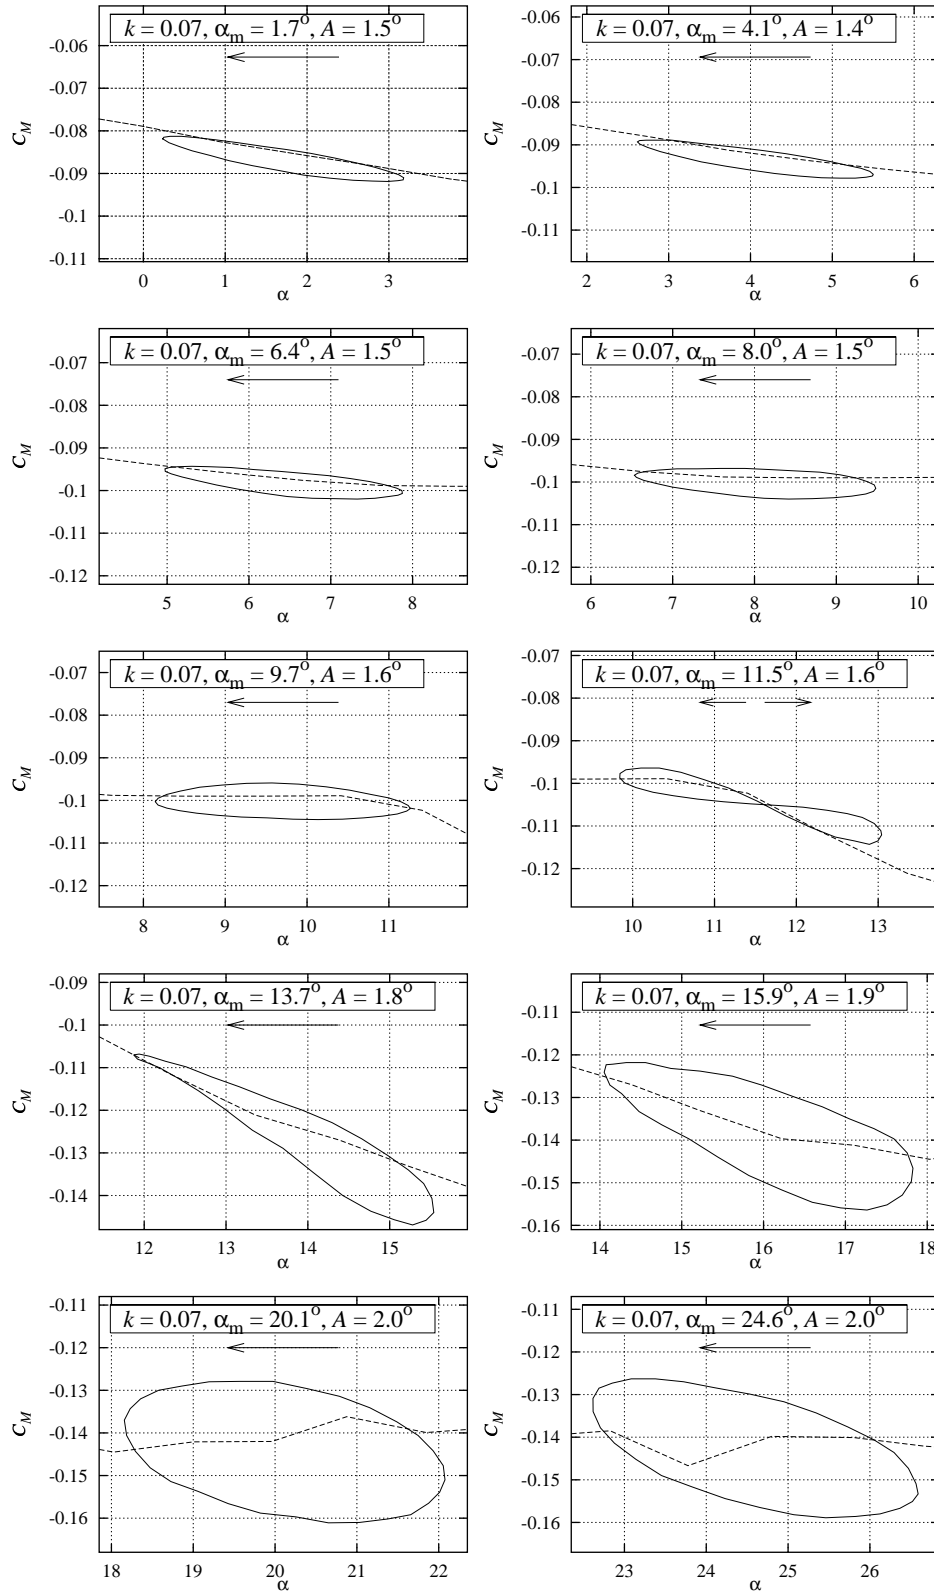 k = 0.07, αm = 1.7°, A = 1.5°
-0.06
-0.07
-0.08
-0.09
-0.1
-0.11
CM
0 1 2 3
α
k = 0.07, αm = 4.1°, A = 1.4°
-0.06
-0.07
-0.08
-0.09
-0.1
-0.11
CM
2 3 4 5 6
α
k = 0.07, αm = 6.4°, A = 1.5°
-0.07
-0.08
-0.09
-0.1
-0.11
-0.12
CM
5 6 7 8
α
k = 0.07, αm = 8.0°, A = 1.5°
-0.07
-0.08
-0.09
-0.1
-0.11
-0.12
CM
6 7 8 9 10
α
k = 0.07, αm = 9.7°, A = 1.6°
-0.07
-0.08
-0.09
-0.1
-0.11
-0.12
CM
8 9 10 11
α
k = 0.07, αm = 11.5°, A = 1.6°
-0.07
-0.08
-0.09
-0.1
-0.11
-0.12
CM
10 11 12 13
α
k = 0.07, αm = 13.7°, A = 1.8°
-0.09
-0.1
-0.11
-0.12
-0.13
-0.14
CM
12 13 14 15
α
k = 0.07, αm = 15.9°, A = 1.9°
-0.11
-0.12
-0.13
-0.14
-0.15
-0.16
CM
14 15 16 17 18
α
k = 0.07, αm = 20.1°, A = 2.0°
-0.11
-0.12
-0.13
-0.14
-0.15
-0.16
CM
18 19 20 21 22
α
k = 0.07, αm = 24.6°, A = 2.0°
-0.11
-0.12
-0.13
-0.14
-0.15
-0.16
CM
23 24 25 26
α